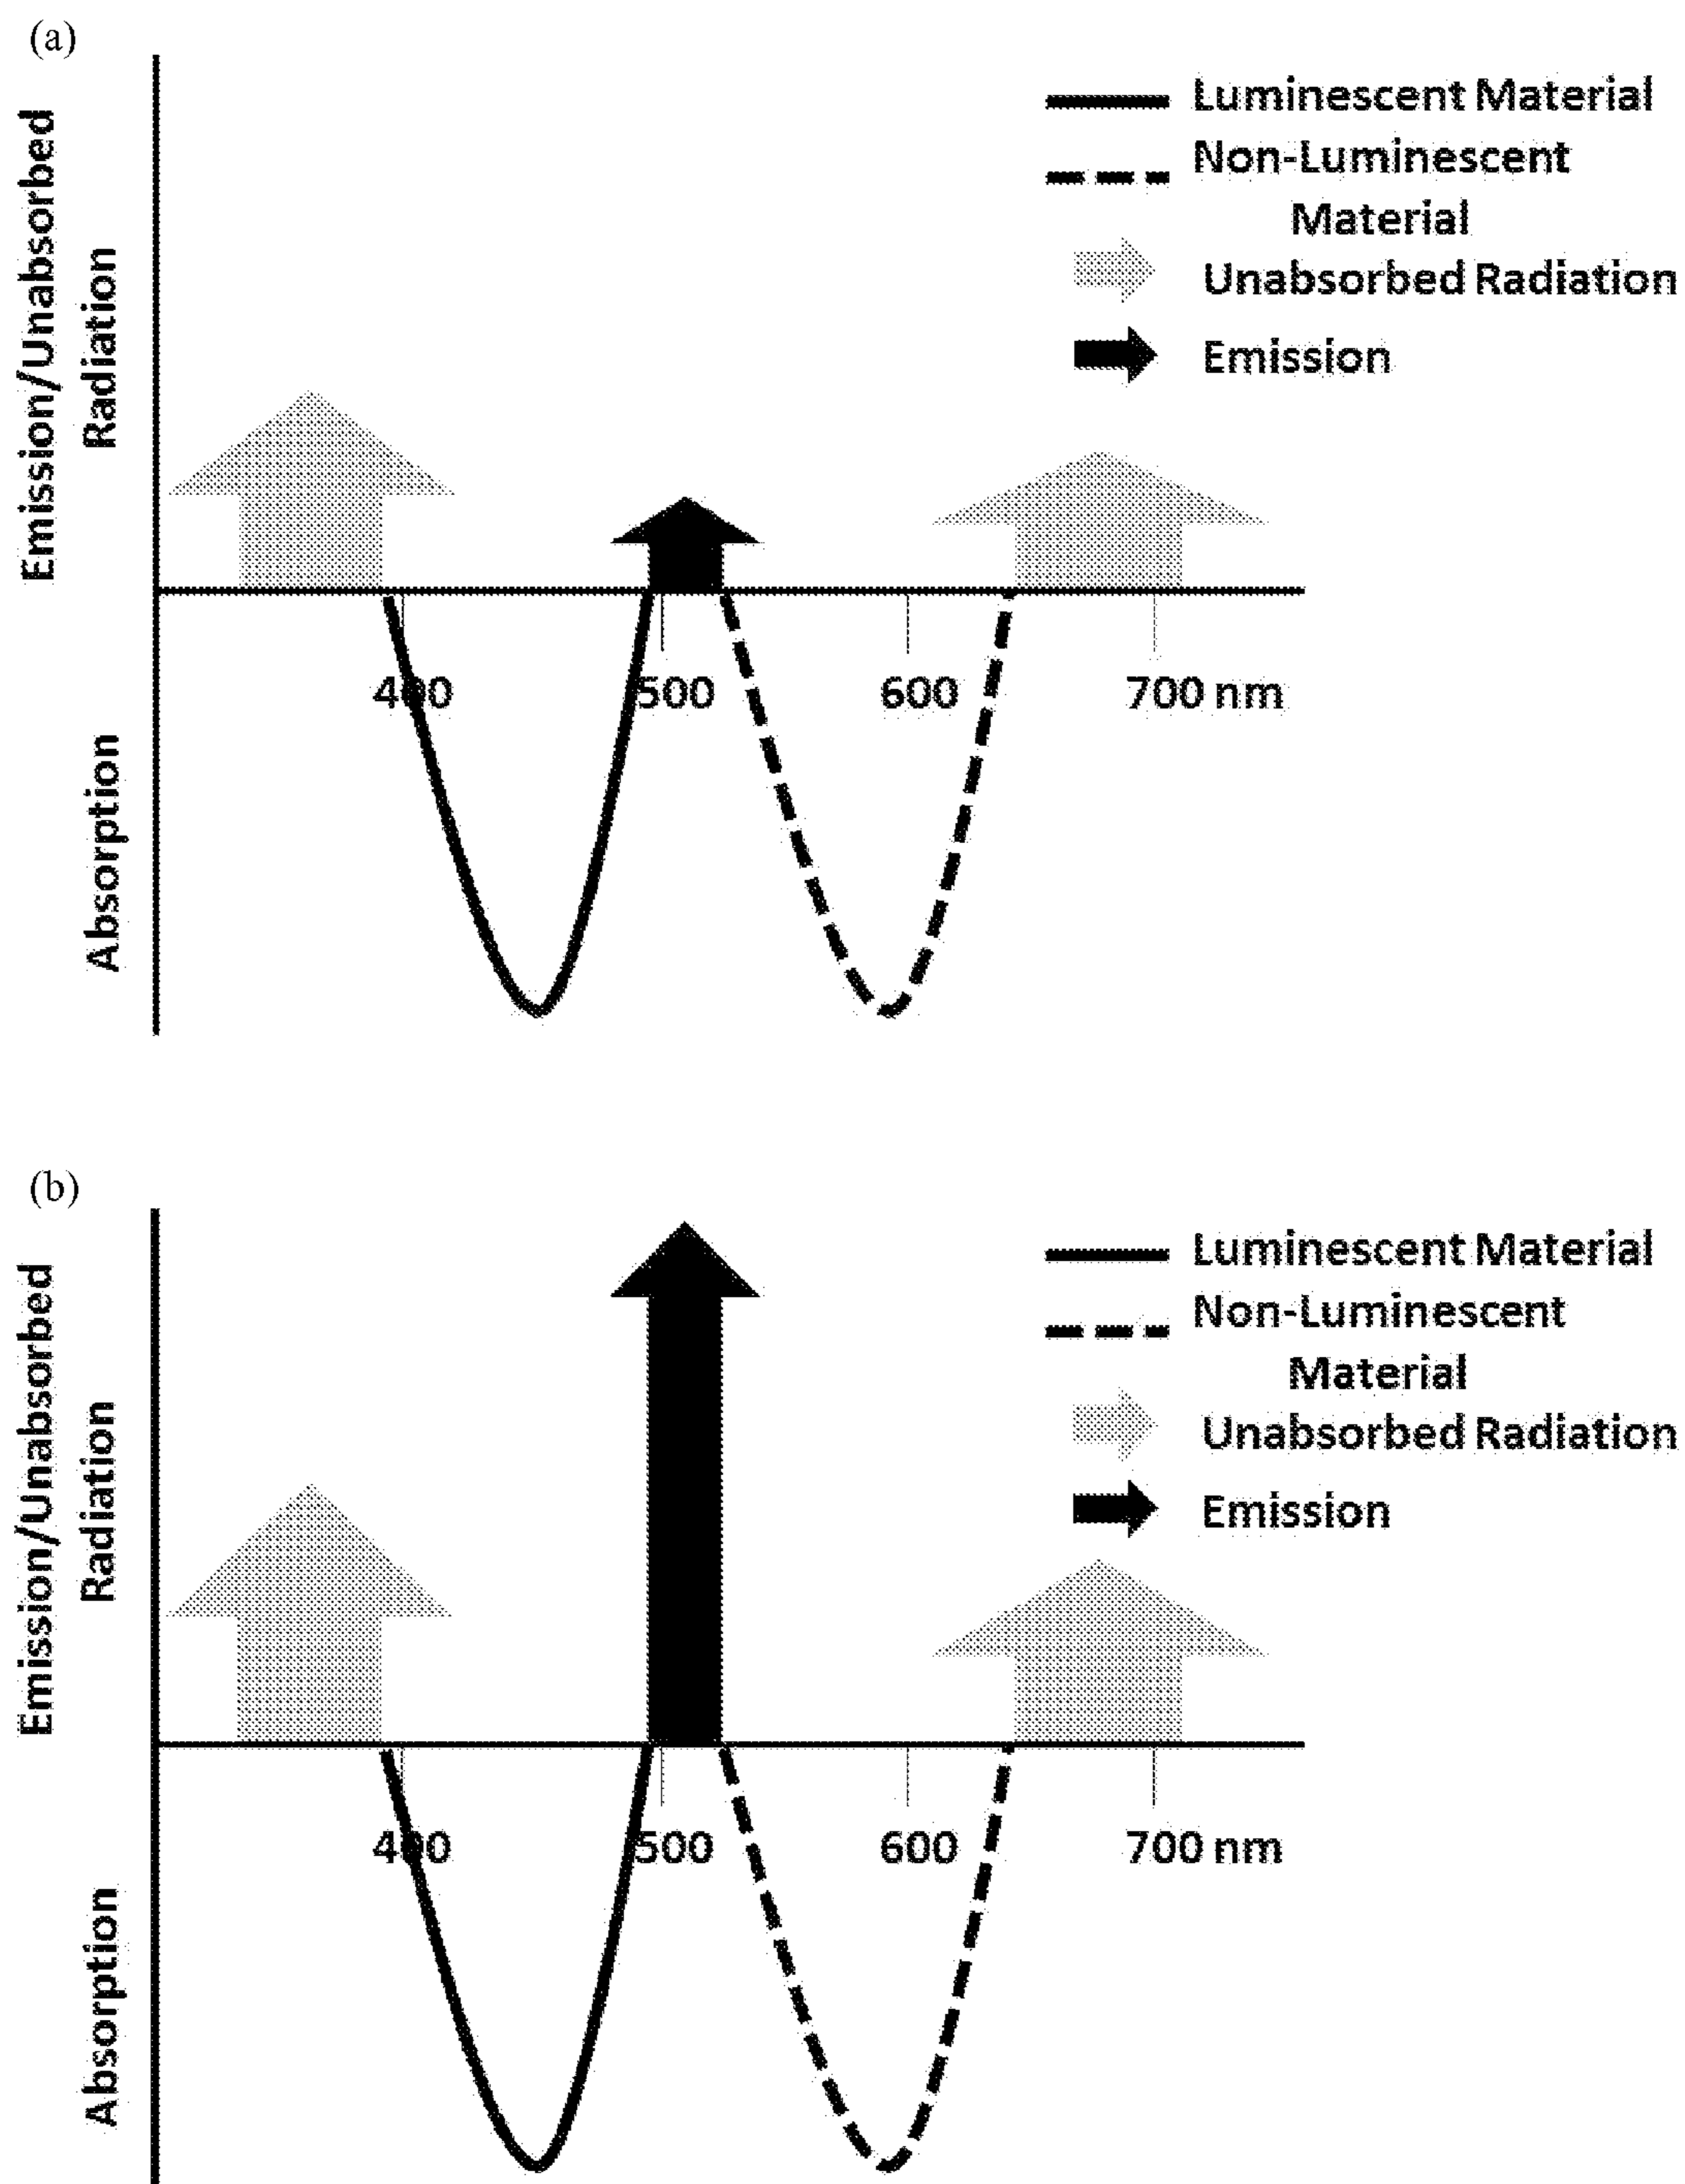 (a)
Emission/Unabsorbed
Radiation
Absorption
Luminescent Material
Non-Luminescent
Material
Unabsorbed Radiation
Emission
400
500
600
700 nm
(b)
Emission/Unabsorbed
Radiation
Absorption
Luminescent Material
Non-Luminescent
Material
Unabsorbed Radiation
Emission
400
500
600
700 nm